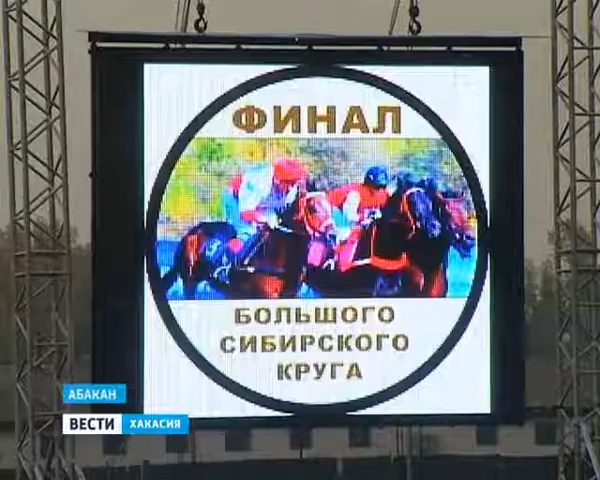 ФИНАЛ
БОЛЬШОГО
СИБИРСКОГО
КРУГА
АБАКАН
ВЕСТИ ХАКАСИЯ